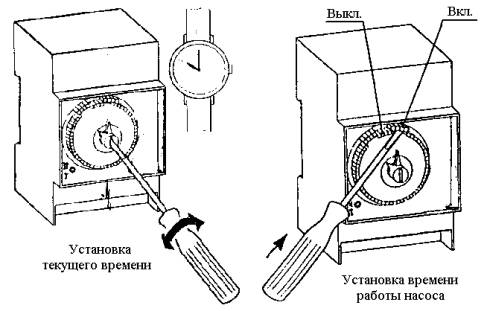 Выкл.
Вкл.
Установка
текущего времени
Установка времени
работы насоса